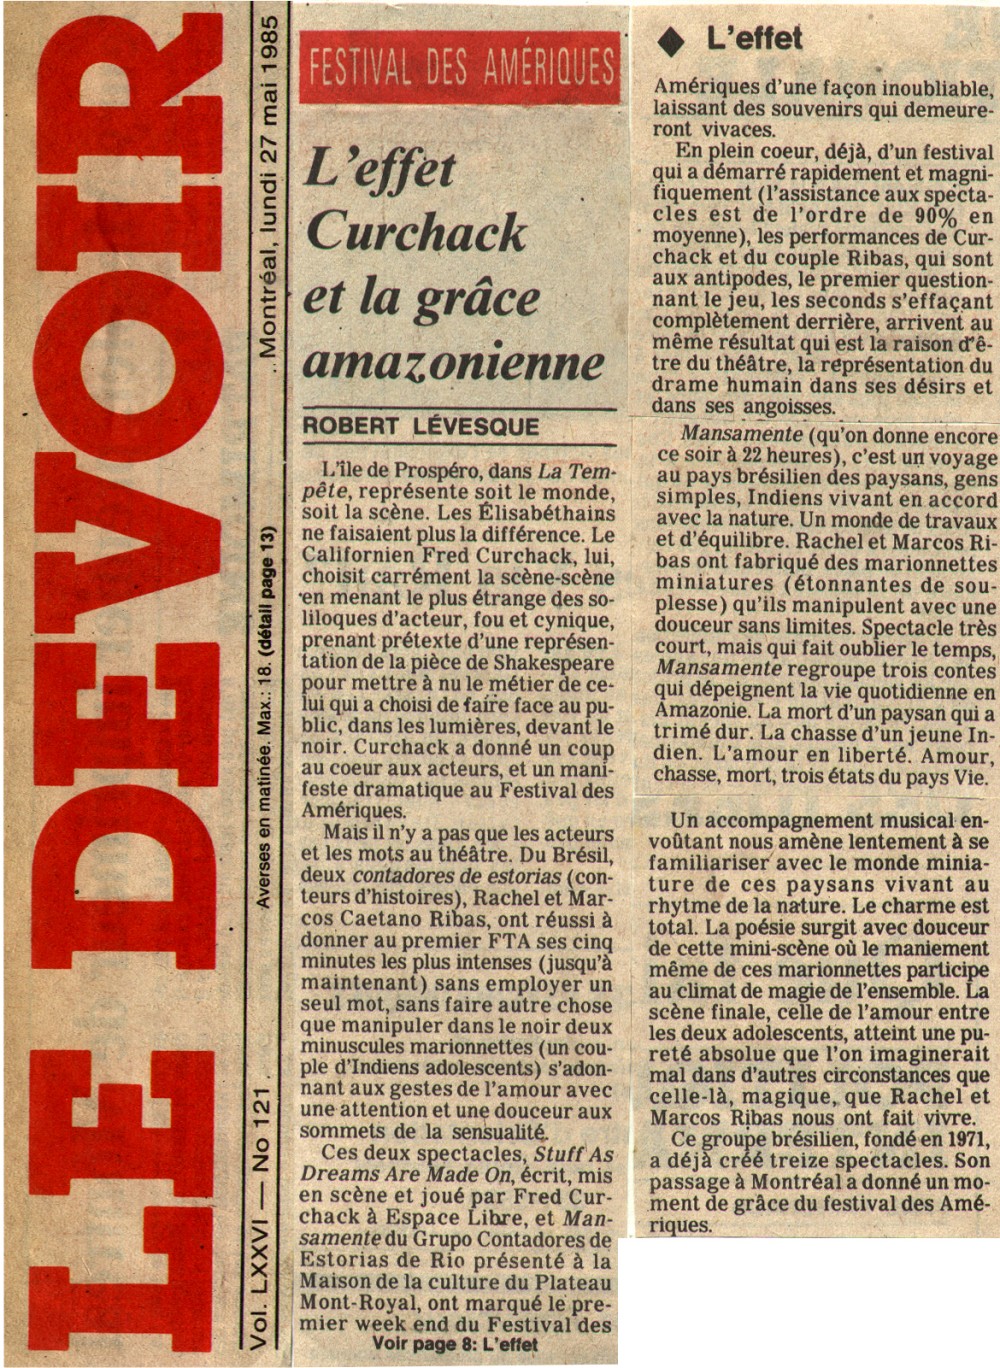 LE DEVOIR
Vol. LXXVI — No 121
Averses en matinée. Max.: 18. (détail page 13)
Montréal, lundi 27 mai 1985
FESTIVAL DES AMÉRIQUES
L'effet
Curchack
et la grâce
amazonienne
ROBERT LÉVESQUE
L'île de Prospéro, dans La Tem-
pête, représente soit le monde,
soit la scène. Les Élisabéthains
ne faisaient plus la différence. Le
Californien Fred Curchack, lui,
choisit carrément la scène-scène
en menant le plus étrange des so-
liloques d'acteur, fou et cynique,
prenant prétexte d'une représen-
tation de la pièce de Shakespeare
pour mettre à nu le métier de ce-
lui qui a choisi de faire face au pu-
blic, dans les lumières, devant le
noir. Curchack a donné un coup
au coeur aux acteurs, et un mani-
feste dramatique au Festival des
Amériques.
Mais il n'y a pas que les acteurs
et les mots au théâtre. Du Brésil,
deux contadores de estorias (con-
teurs d'histoires), Rachel et Mar-
cos Caetano Ribas, ont réussi à
donner au premier FTA ses cinq
minutes les plus intenses (jusqu'à
maintenant) sans employer un
seul mot, sans faire autre chose
que manipuler dans le noir deux
minuscules marionnettes (un cou-
ple d'Indiens adolescents) s'adon-
nant aux gestes de l'amour avec
une attention et une douceur aux
sommets de la sensualité.
Ces deux spectacles, Stuff As
Dreams Are Made On, écrit, mis
en scène et joué par Fred Cur-
chack à Espace Libre, et Man-
samente du Grupo Contadores de
Estorias de Rio présenté à la
Maison de la culture du Plateau
Mont-Royal, ont marqué le pre-
mier week end du Festival des
Voir page 8: L'effet
◆ L'effet
Amériques d'une façon inoubliable,
laissant des souvenirs qui demeure-
ront vivaces.
En plein coeur, déjà, d'un festival
qui a démarré rapidement et magni-
fiquement (l'assistance aux specta-
cles est de l'ordre de 90% en
moyenne), les performances de Cur-
chack et du couple Ribas, qui sont
aux antipodes, le premier question-
nant le jeu, les seconds s'effaçant
complètement derrière, arrivent au
même résultat qui est la raison d'ê-
tre du théâtre, la représentation du
drame humain dans ses désirs et
dans ses angoisses.
Mansamente (qu'on donne encore
ce soir à 22 heures), c'est un voyage
au pays brésilien des paysans, gens
simples, Indiens vivant en accord
avec la nature. Un monde de travaux
et d'équilibre. Rachel et Marcos Ri-
bas ont fabriqué des marionnettes
miniatures (étonnantes de sou-
plesse) qu'ils manipulent avec une
douceur sans limites. Spectacle très
court, mais qui fait oublier le temps,
Mansamente regroupe trois contes
qui dépeignent la vie quotidienne en
Amazonie. La mort d'un paysan qui a
trimé dur. La chasse d'un jeune In-
dien. L'amour en liberté. Amour,
chasse, mort, trois états du pays Vie.
Un accompagnement musical en-
voûtant nous amène lentement à se
familiariser avec le monde minia-
ture de ces paysans vivant au
rhytme de la nature. Le charme est
total. La poésie surgit avec douceur
de cette mini-scène où le maniement
même de ces marionnettes participe
au climat de magie de l'ensemble. La
scène finale, celle de l'amour entre
les deux adolescents, atteint une pu-
reté absolue que l'on imaginerait
mal dans d'autres circonstances que
celle-là, magique, que Rachel et
Marcos Ribas nous ont fait vivre.
Ce groupe brésilien, fondé en 1971,
a déjà créé treize spectacles. Son
passage à Montréal a donné un mo-
ment de grâce du festival des Amé-
riques.